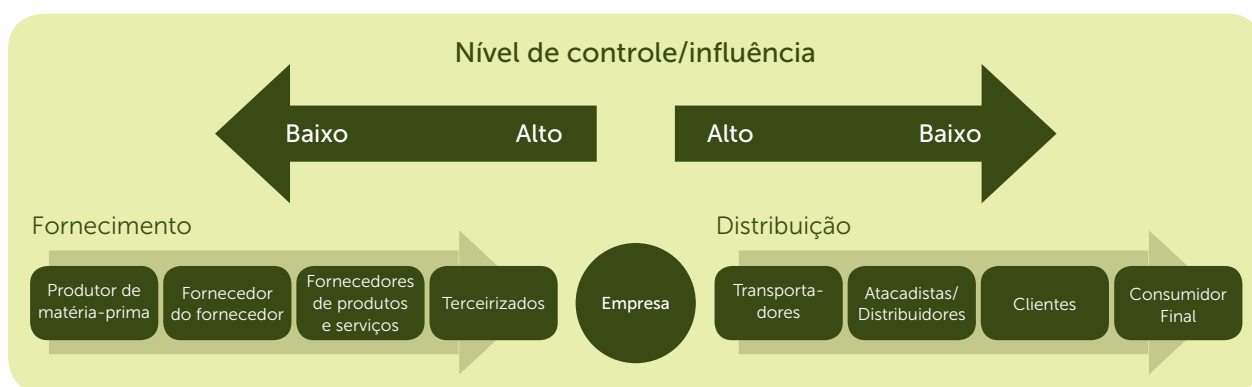 Nível de controle/influência
Baixo
Alto
Alto
Baixo
Fornecimento
Distribuição
Produtor de
matéria-prima
Fornecedor
do fornecedor
Fornecedores
de produtos
e serviços
Terceirizados
Empresa
Transporta-
dores
Atacadistas/
Distribuidores
Clientes
Consumidor
Final